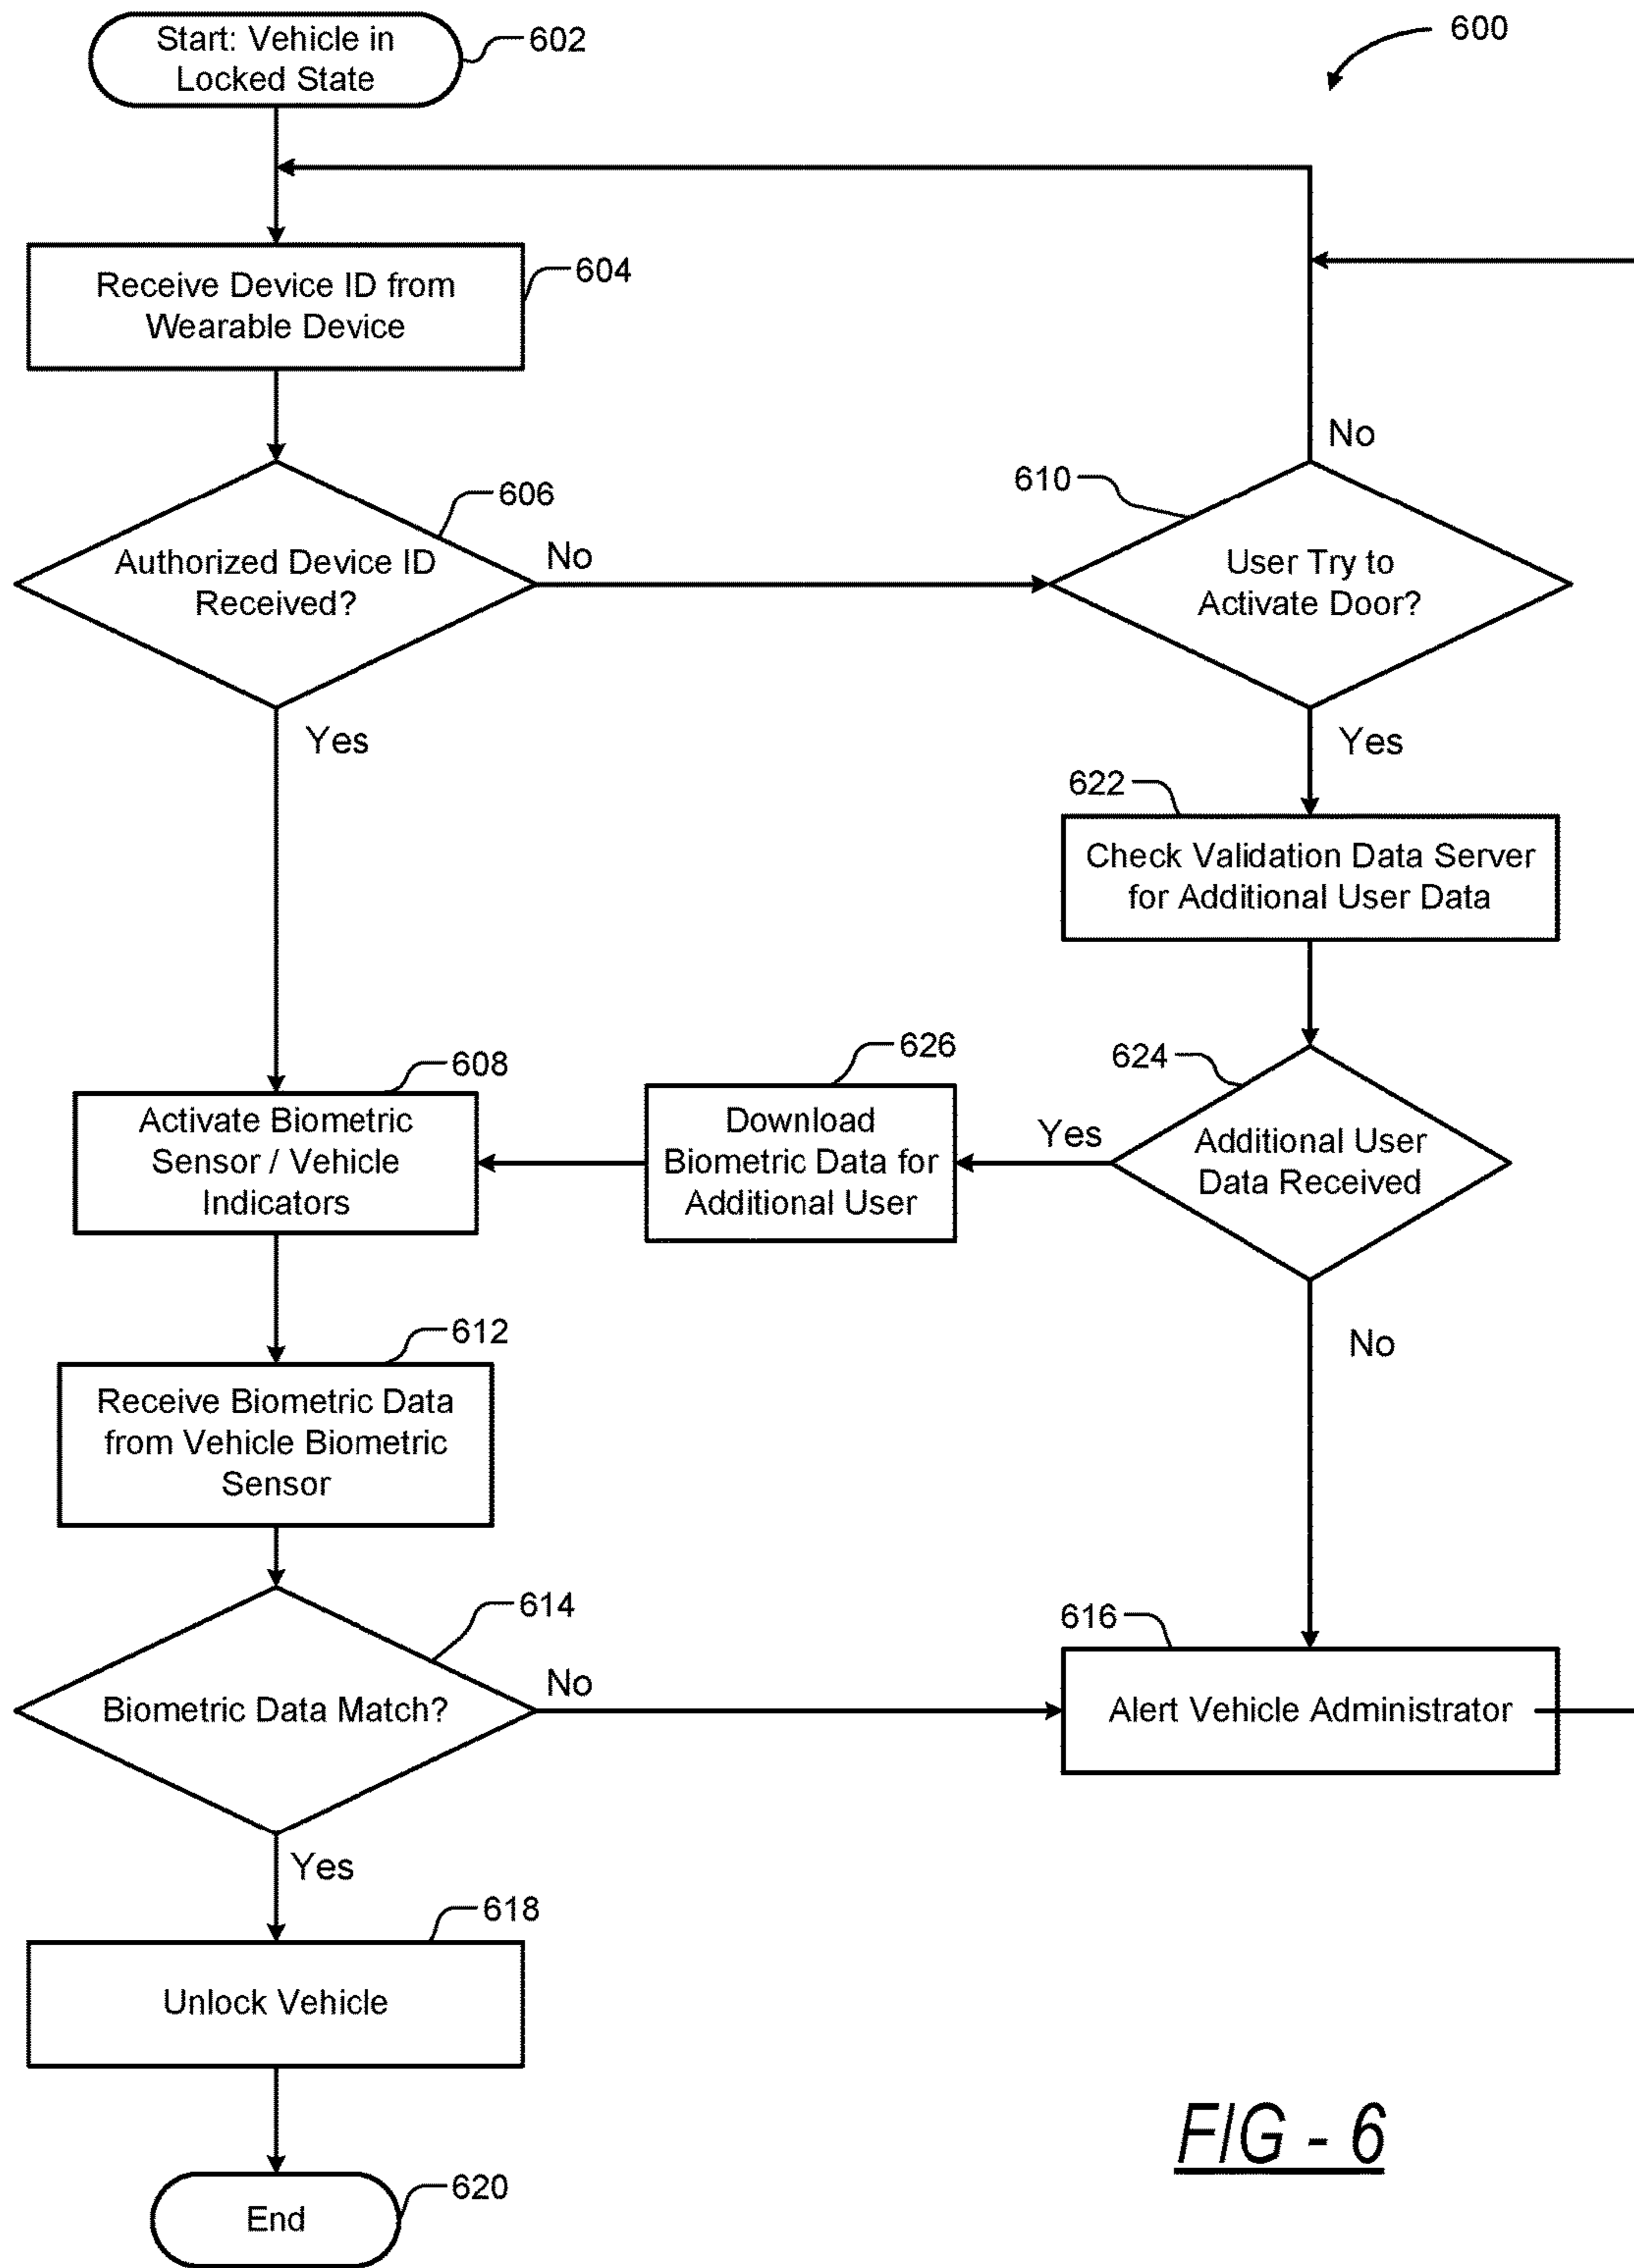 Start: Vehicle in
Locked State
602
600
Receive Device ID from
Wearable Device
604
No
606
610
Authorized Device ID
Received?
No
User Try to
Activate Door?
Yes
Yes
622
Check Validation Data Server
for Additional User Data
608
626
624
Activate Biometric
Sensor / Vehicle
Indicators
Download
Biometric Data for
Additional User
Yes
Additional User
Data Received
No
612
Receive Biometric Data
from Vehicle Biometric
Sensor
614
616
Biometric Data Match?
No
Alert Vehicle Administrator
Yes
618
Unlock Vehicle
620
End
FIG - 6